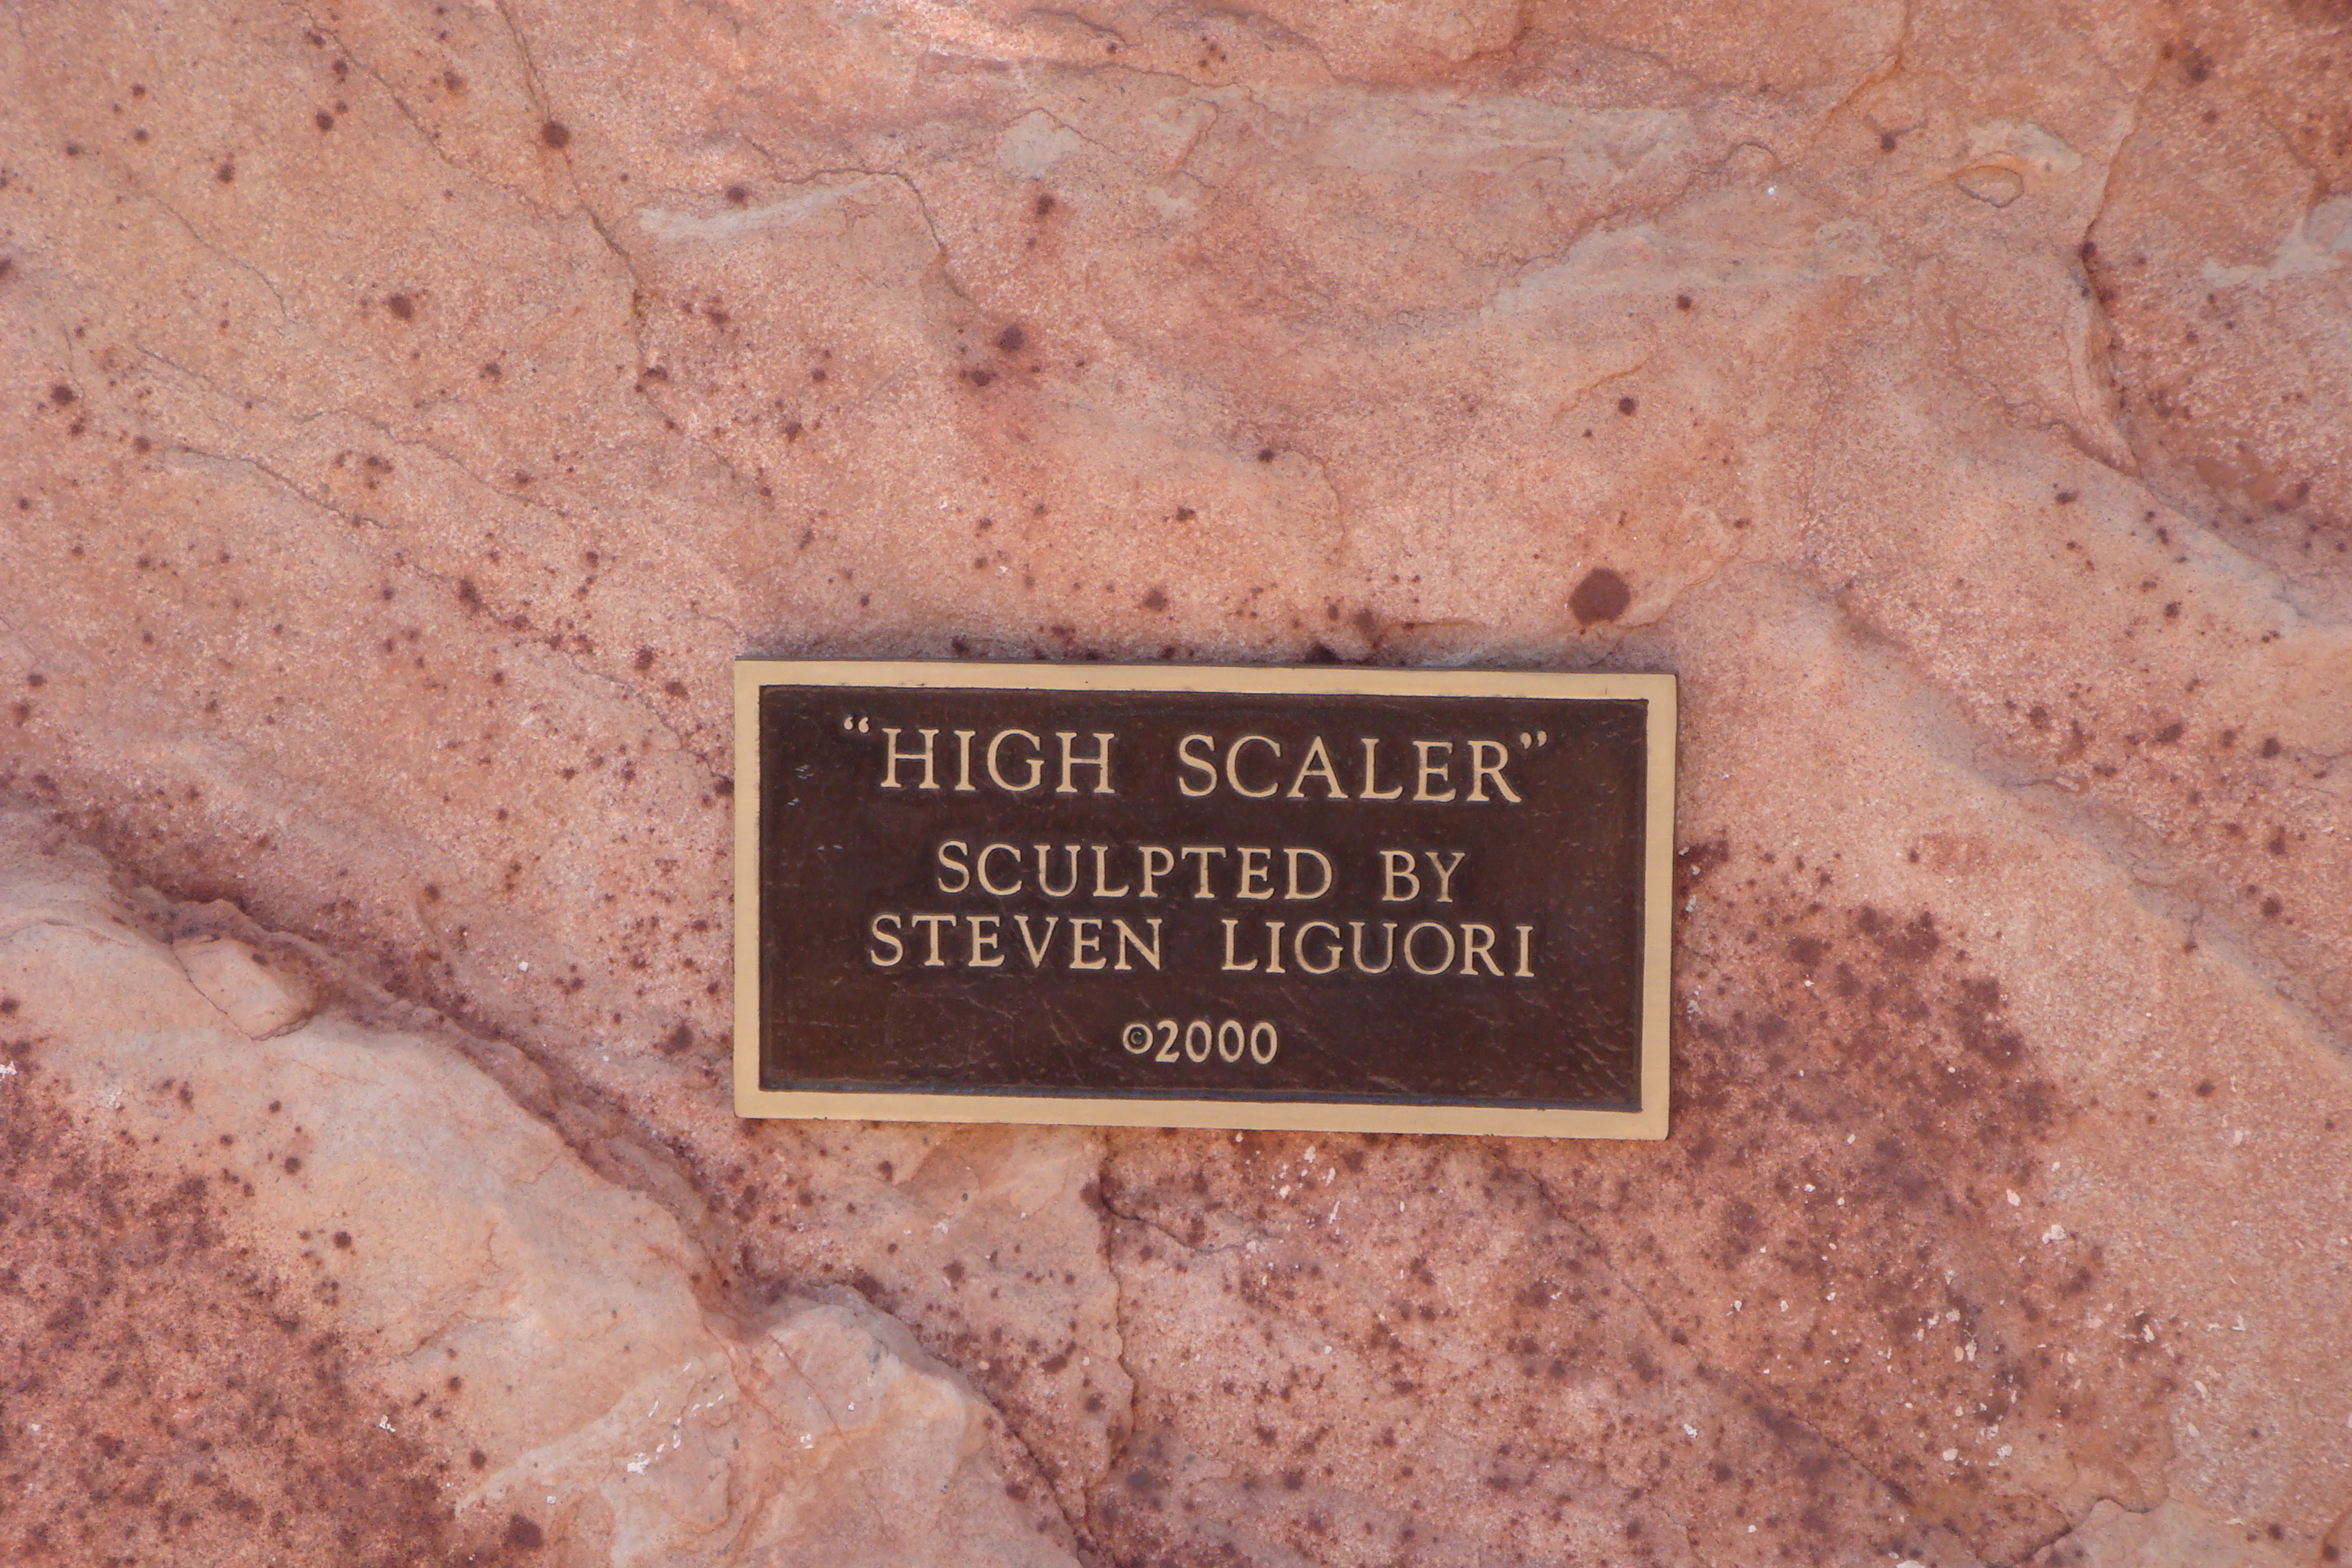 “HIGH SCALER”
SCULPTED BY
STEVEN LIGUORI
©2000